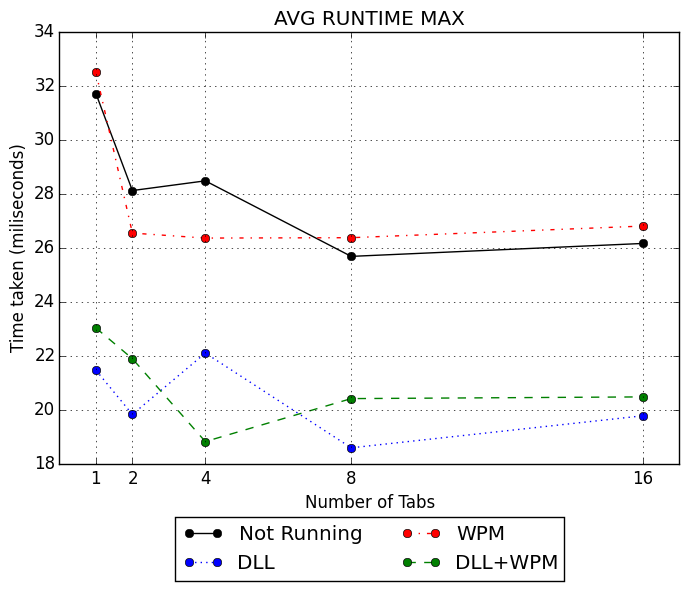 AVG RUNTIME MAX
34
32
30
28
26
24
22
20
18
Time taken (miliseconds)
1 2 4 8 16
Number of Tabs
Not Running WPM
DLL DLL+WPM